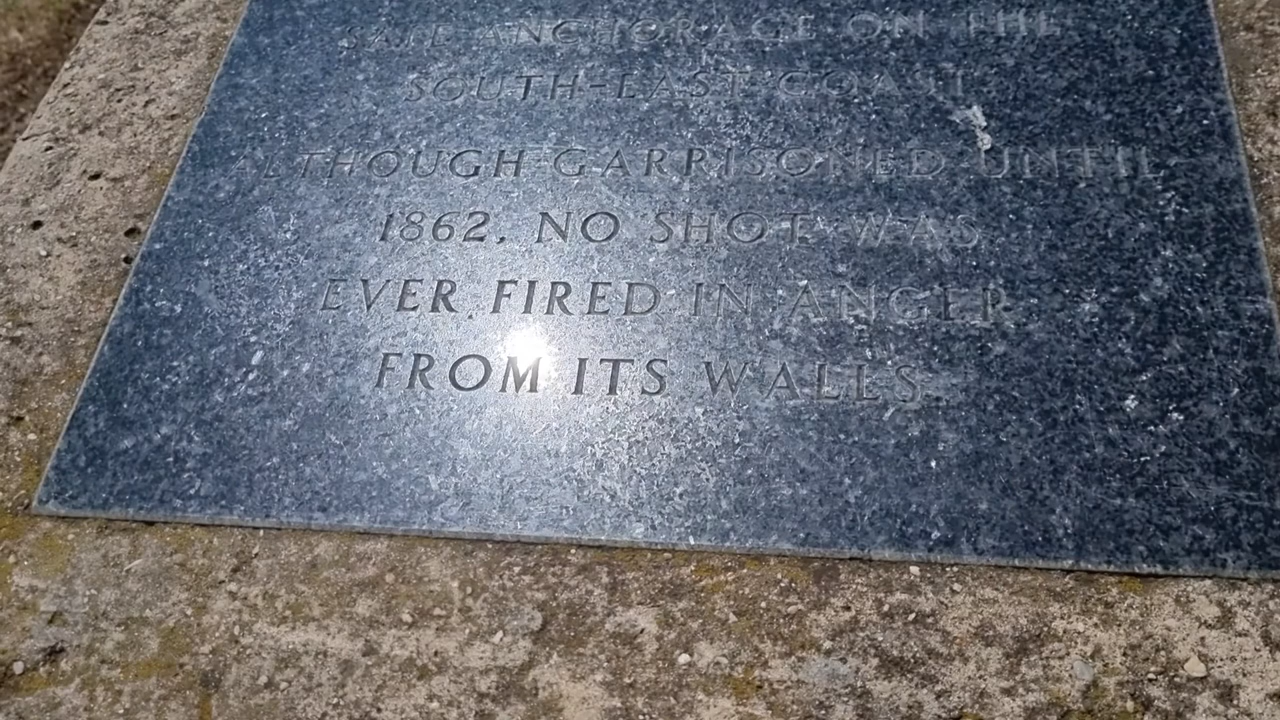 SAFE ANCHORAGE ON THE
SOUTH-EAST COAST
ALTHOUGH GARRISONED UNTIL
1862, NO SHOT WAS
EVER FIRED IN ANGER
FROM ITS WALLS